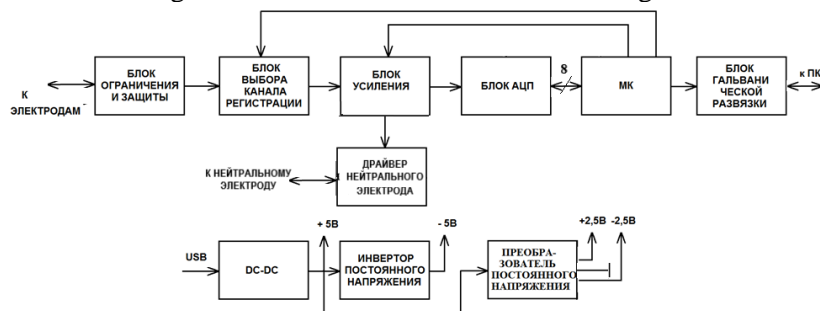 БЛОК
ОГРАНИЧЕНИЯ
И ЗАЩИТЫ
БЛОК
ВЫБОРА
КАНАЛА
РЕГИСТРАЦИИ
БЛОК
УСИЛЕНИЯ
БЛОК АЦП
8
МК
БЛОК
ГАЛЬВАНИ
ЧЕСКОЙ
РАЗВЯЗКИ
к ПК
К
ЭЛЕКТРОДАМ
К НЕЙТРАЛЬНОМУ
ЭЛЕКТРОДУ
ДРАЙВЕР
НЕЙТРАЛЬНОГО
ЭЛЕКТРОДА
+ 5В
- 5В
+2,5В -2,5В
USB
DC-DC
ИНВЕРТОР
ПОСТОЯННОГО
НАПРЯЖЕНИЯ
ПРЕОБРА-
ЗОВАТЕЛЬ
ПОСТОЯННОГО
НАПРЯЖЕНИЯ